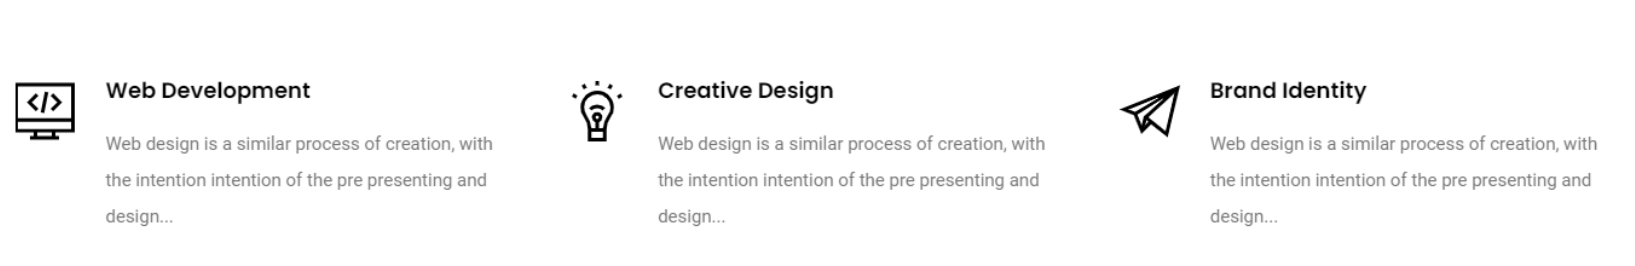 Web Development
Web design is a similar process of creation, with
the intention intention of the pre presenting and
design...
Creative Design
Web design is a similar process of creation, with
the intention intention of the pre presenting and
design...
Brand Identity
Web design is a similar process of creation, with
the intention intention of the pre presenting and
design...